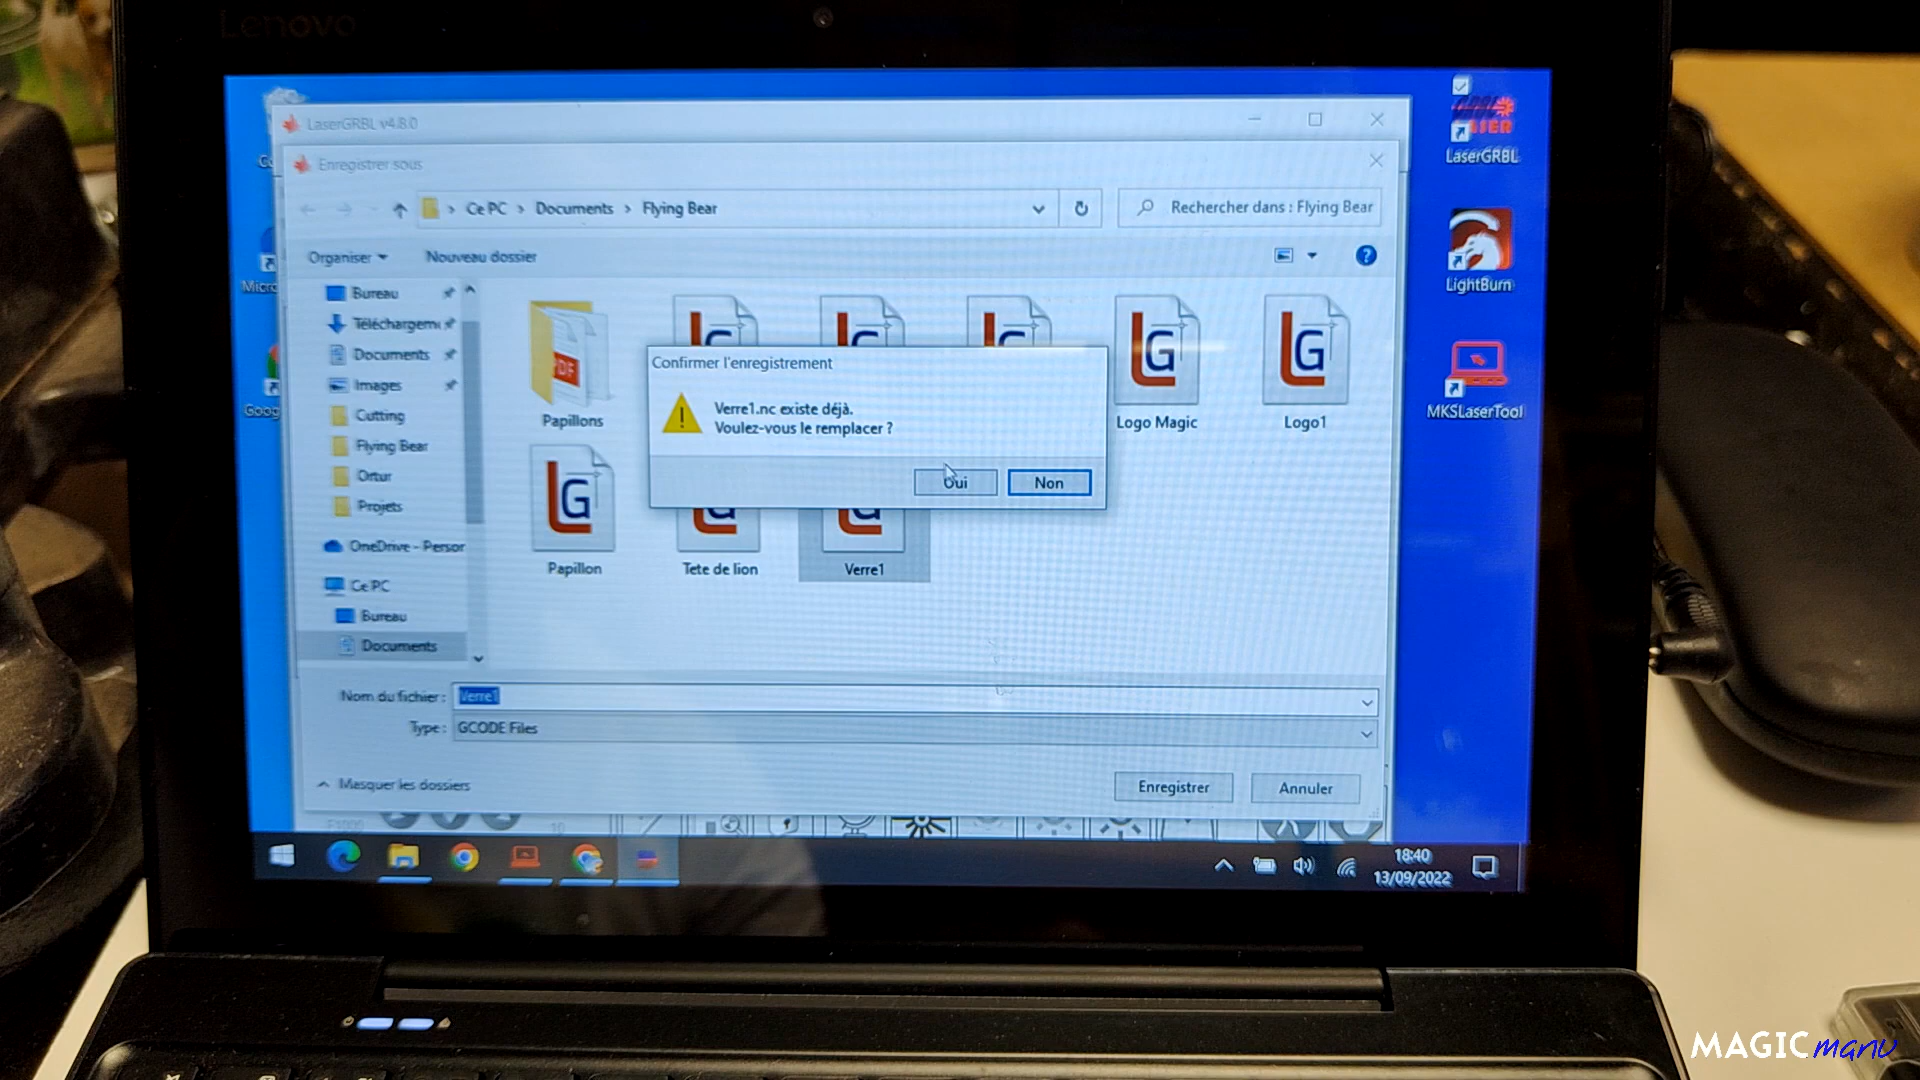 Lenovo
LaserGRBL v4.8.0
Enregistrer sous
Ce PC > Documents > Flying Bear
Rechercher dans : Flying Bear
Organiser
Nouveau dossier
Bureau
Téléchargem
Documents
Images
Cutting
Flying Bear
Ortur
Projets
OneDrive - Person
Ce PC
Bureau
Documents
Papillons
Logo Magic
Logo1
Papillon
Tete de lion
Verre1
Confirmer l'enregistrement
Verre1.nc existe déjà.
Voulez-vous le remplacer ?
Oui
Non
Nom du fichier : Verre1
Type : GCODE Files
Masquer les dossiers
Enregistrer
Annuler
LaserGRBL
LightBurn
MKSLaserTool
18:40
13/09/2022
MAGIC manu